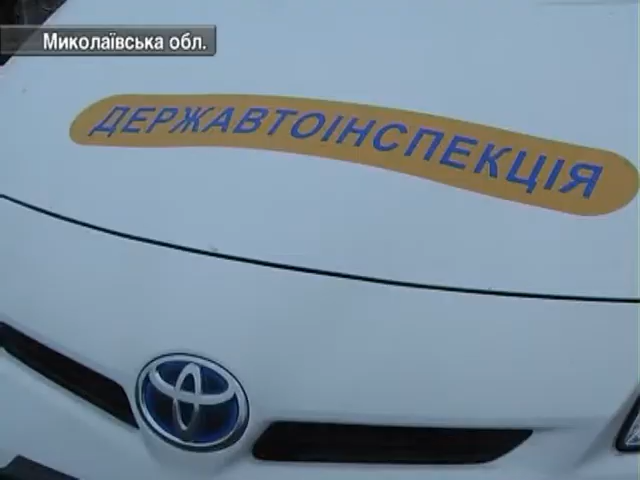 Миколаївська обл.
ДЕРЖАВТОІНСПЕКЦІЯ